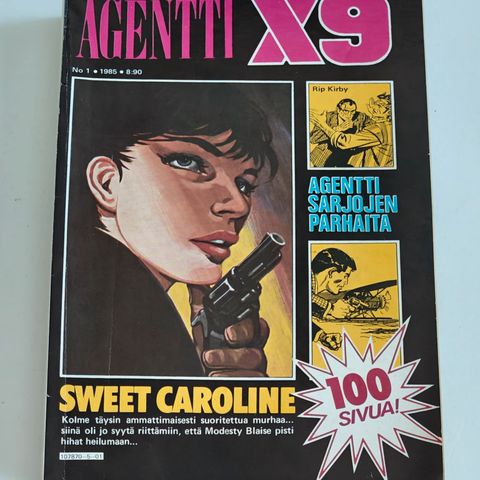 AGENTTI X9
No 1 • 1985 • 8:90
Rip Kirby
AGENTTI
SARJOJEN
PARHAITA
100
SIVUA!
SWEET CAROLINE
Kolme täysin ammattimaisesti suoritettua murhaa...
siinä oli jo syytä riittämiin, että Modesty Blaise pisti
hihat heilumaan...
107870-5-01